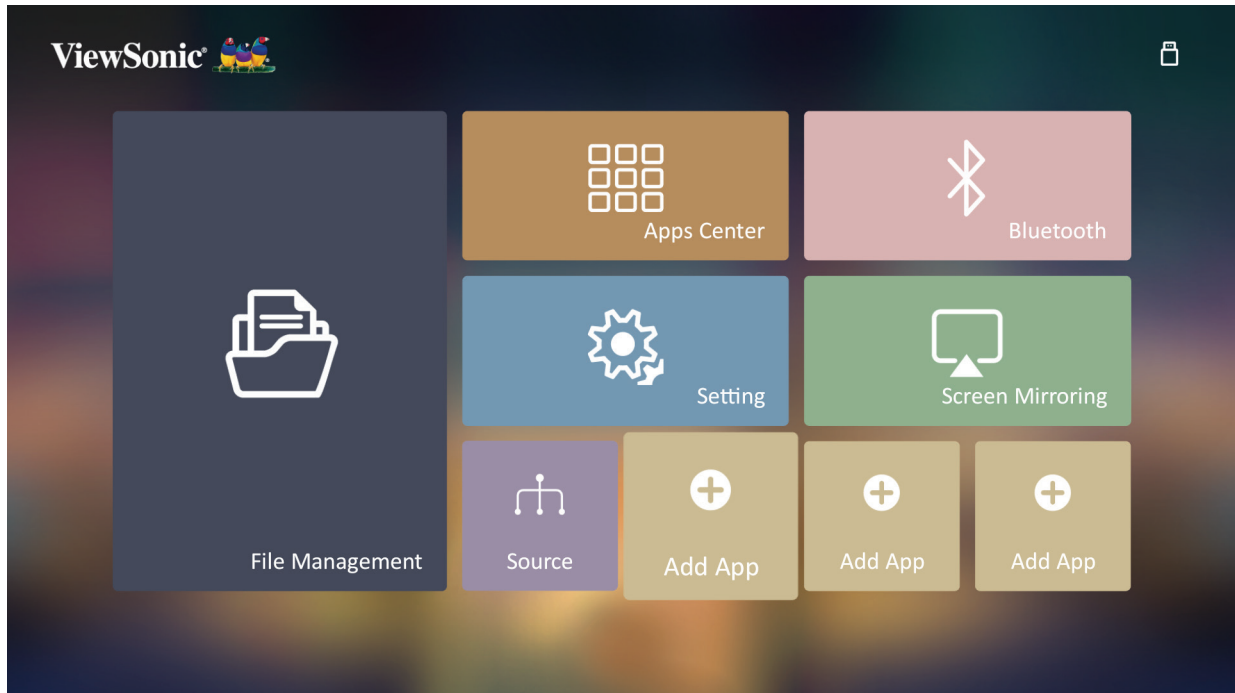 ViewSonic®
Apps Center
Bluetooth
Setting
Screen Mirroring
File Management
Source
Add App
Add App
Add App